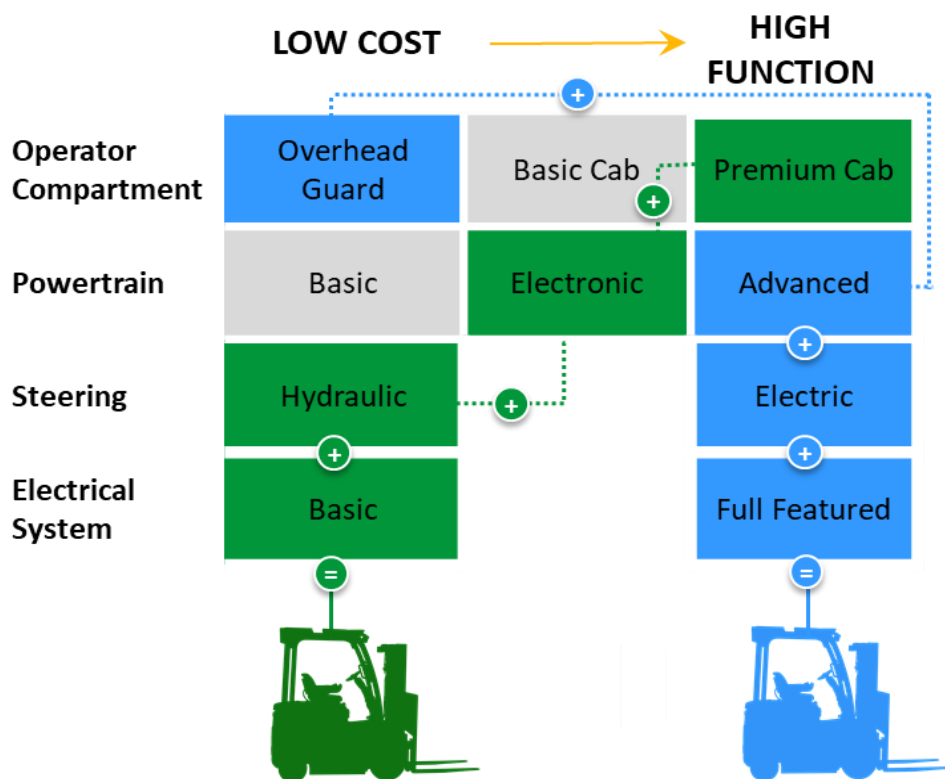 LOW COST
HIGH
FUNCTION
+
Operator
Compartment
Overhead
Guard
Basic Cab
Premium Cab
+
Powertrain
Basic
Electronic
Advanced
+
Steering
Hydraulic
+
Electric
+
+
Electrical
System
Basic
Full Featured
=
=